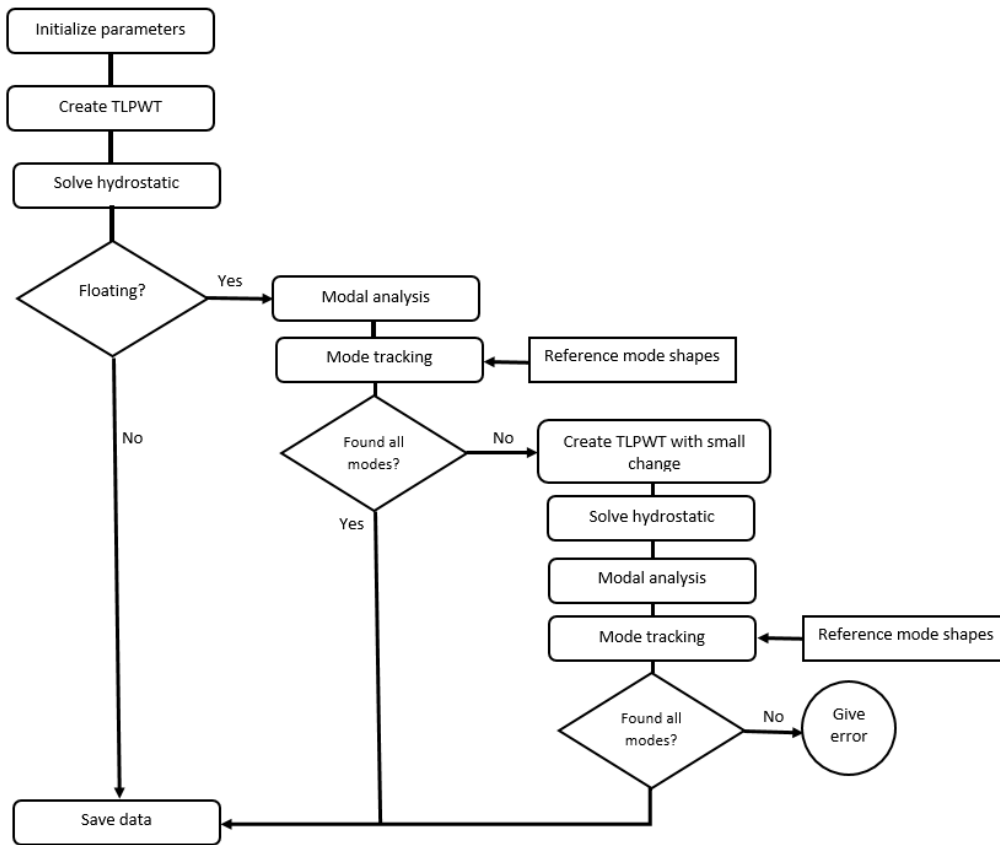 Initialize parameters
Create TLPWT
Solve hydrostatic
Floating?
Yes
No
Modal analysis
Mode tracking
Reference mode shapes
Found all
modes?
No
Yes
Create TLPWT with small
change
Solve hydrostatic
Modal analysis
Mode tracking
Reference mode shapes
Found all
modes?
No
Give
error
Save data